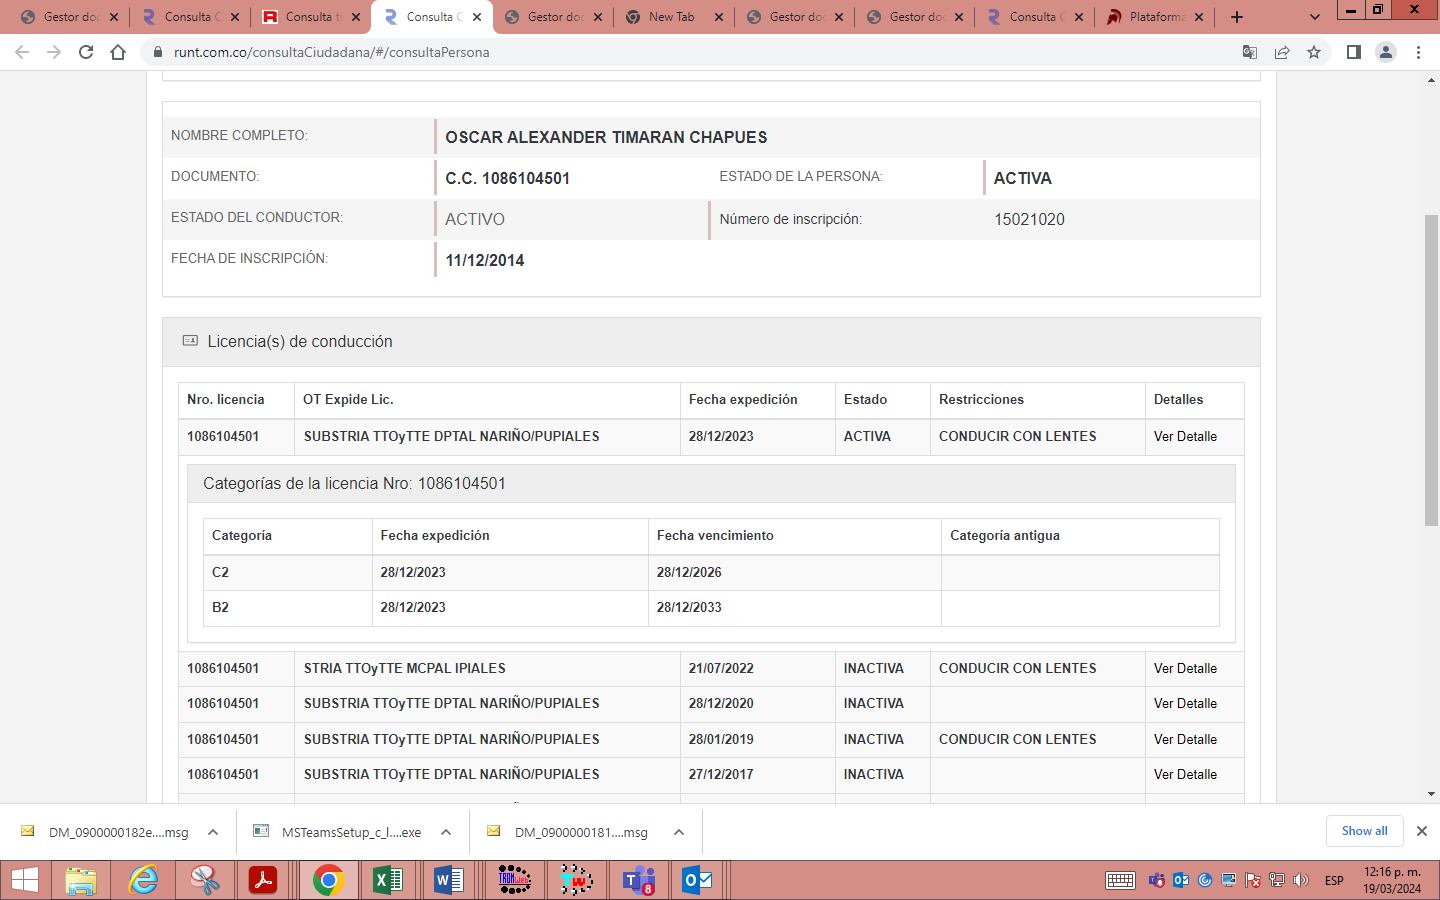 Gestor doc
Consulta C
Consulta ti
Consulta C
Gestor doc
New Tab
Gestor doc
Gestor doc
Consulta C
Plataforma
runt.com.co/consultaCiudadana/#/consultaPersona
NOMBRE COMPLETO: OSCAR ALEXANDER TIMARAN CHAPUES
DOCUMENTO: C.C. 1086104501 ESTADO DE LA PERSONA: ACTIVA
ESTADO DEL CONDUCTOR: ACTIVO Número de inscripción: 15021020
FECHA DE INSCRIPCIÓN: 11/12/2014
Licencia(s) de conducción
Nro. licencia OT Expide Lic. Fecha expedición Estado Restricciones Detalles
1086104501 SUBSTRIA TTOyTTE DPTAL NARIÑO/PUPIALES 28/12/2023 ACTIVA CONDUCIR CON LENTES Ver Detalle
Categorías de la licencia Nro: 1086104501
Categoría Fecha expedición Fecha vencimiento Categoría antigua
C2 28/12/2023 28/12/2026
B2 28/12/2023 28/12/2033
1086104501 STRIA TTOyTTE MCPAL IPIALES 21/07/2022 INACTIVA CONDUCIR CON LENTES Ver Detalle
1086104501 SUBSTRIA TTOyTTE DPTAL NARIÑO/PUPIALES 28/12/2020 INACTIVA Ver Detalle
1086104501 SUBSTRIA TTOyTTE DPTAL NARIÑO/PUPIALES 28/01/2019 INACTIVA CONDUCIR CON LENTES Ver Detalle
1086104501 SUBSTRIA TTOyTTE DPTAL NARIÑO/PUPIALES 27/12/2017 INACTIVA Ver Detalle
DM_0900000182e....msg
MSTeamsSetup_c_l....exe
DM_0900000181....msg
Show all
8
ESP
12:16 p. m.
19/03/2024